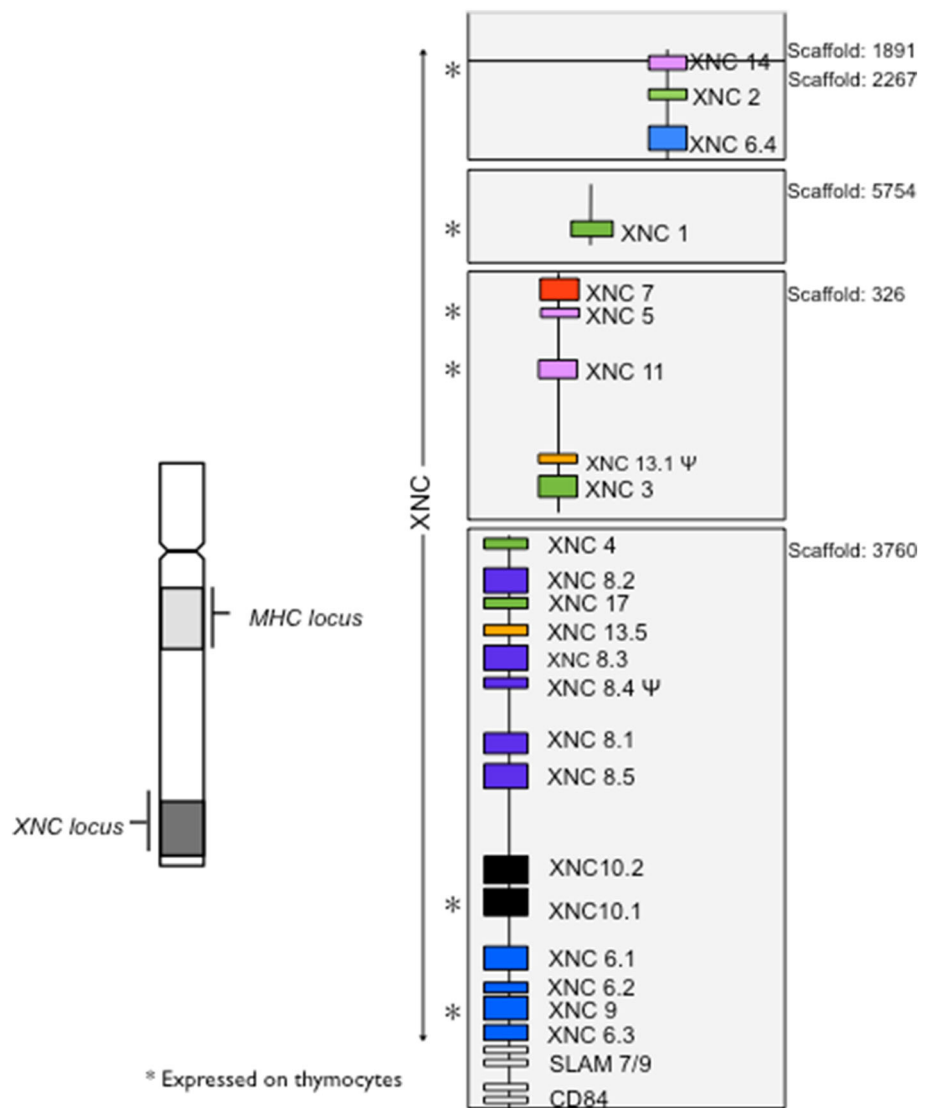 Scaffold: 1891
* XNC 14
Scaffold: 2267
XNC 2
XNC 6.4
Scaffold: 5754
* XNC 1
Scaffold: 326
XNC 7
* XNC 5
* XNC 11
XNC 13.1 Ψ
XNC 3
XNC
Scaffold: 3760
XNC 4
XNC 8.2
XNC 17
XNC 13.5
XNC 8.3
XNC 8.4 Ψ
XNC 8.1
XNC 8.5
XNC10.2
* XNC10.1
XNC 6.1
XNC 6.2
* XNC 9
XNC 6.3
SLAM 7/9
CD84
MHC locus
XNC locus
* Expressed on thymocytes